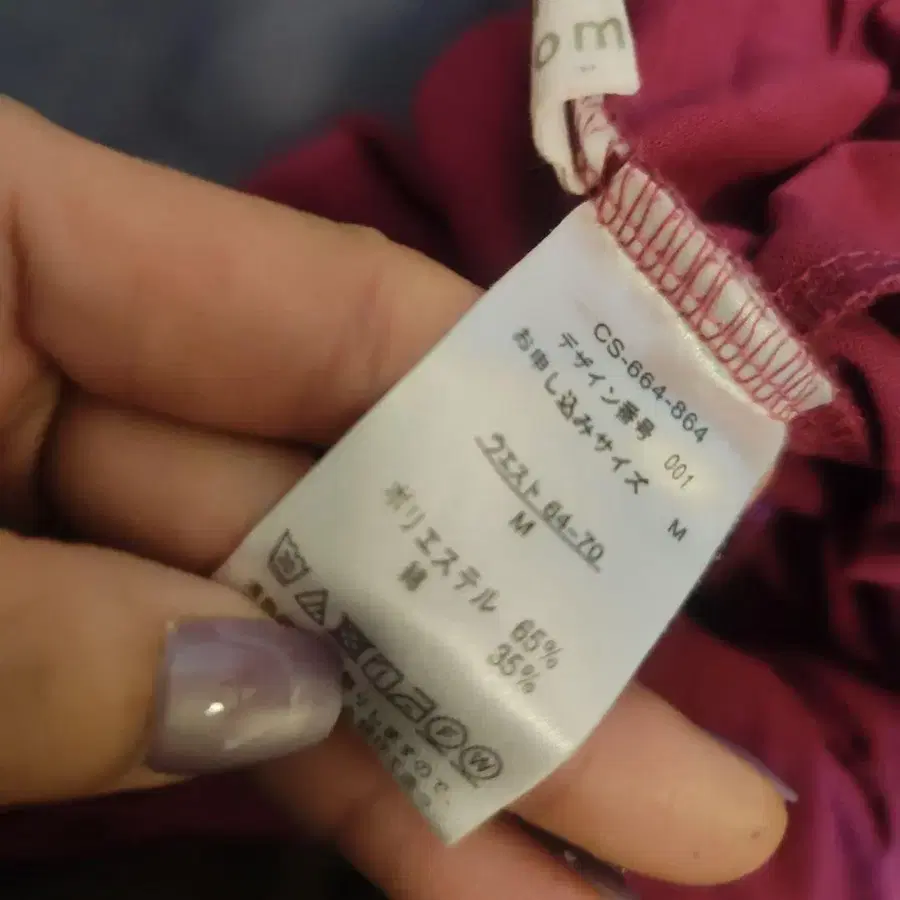 om
CS-664-864
デザイン番号 001
お申し込みサイズ M
ウエスト 64-70
M
ポリエステル 65%
綿 35%
F W